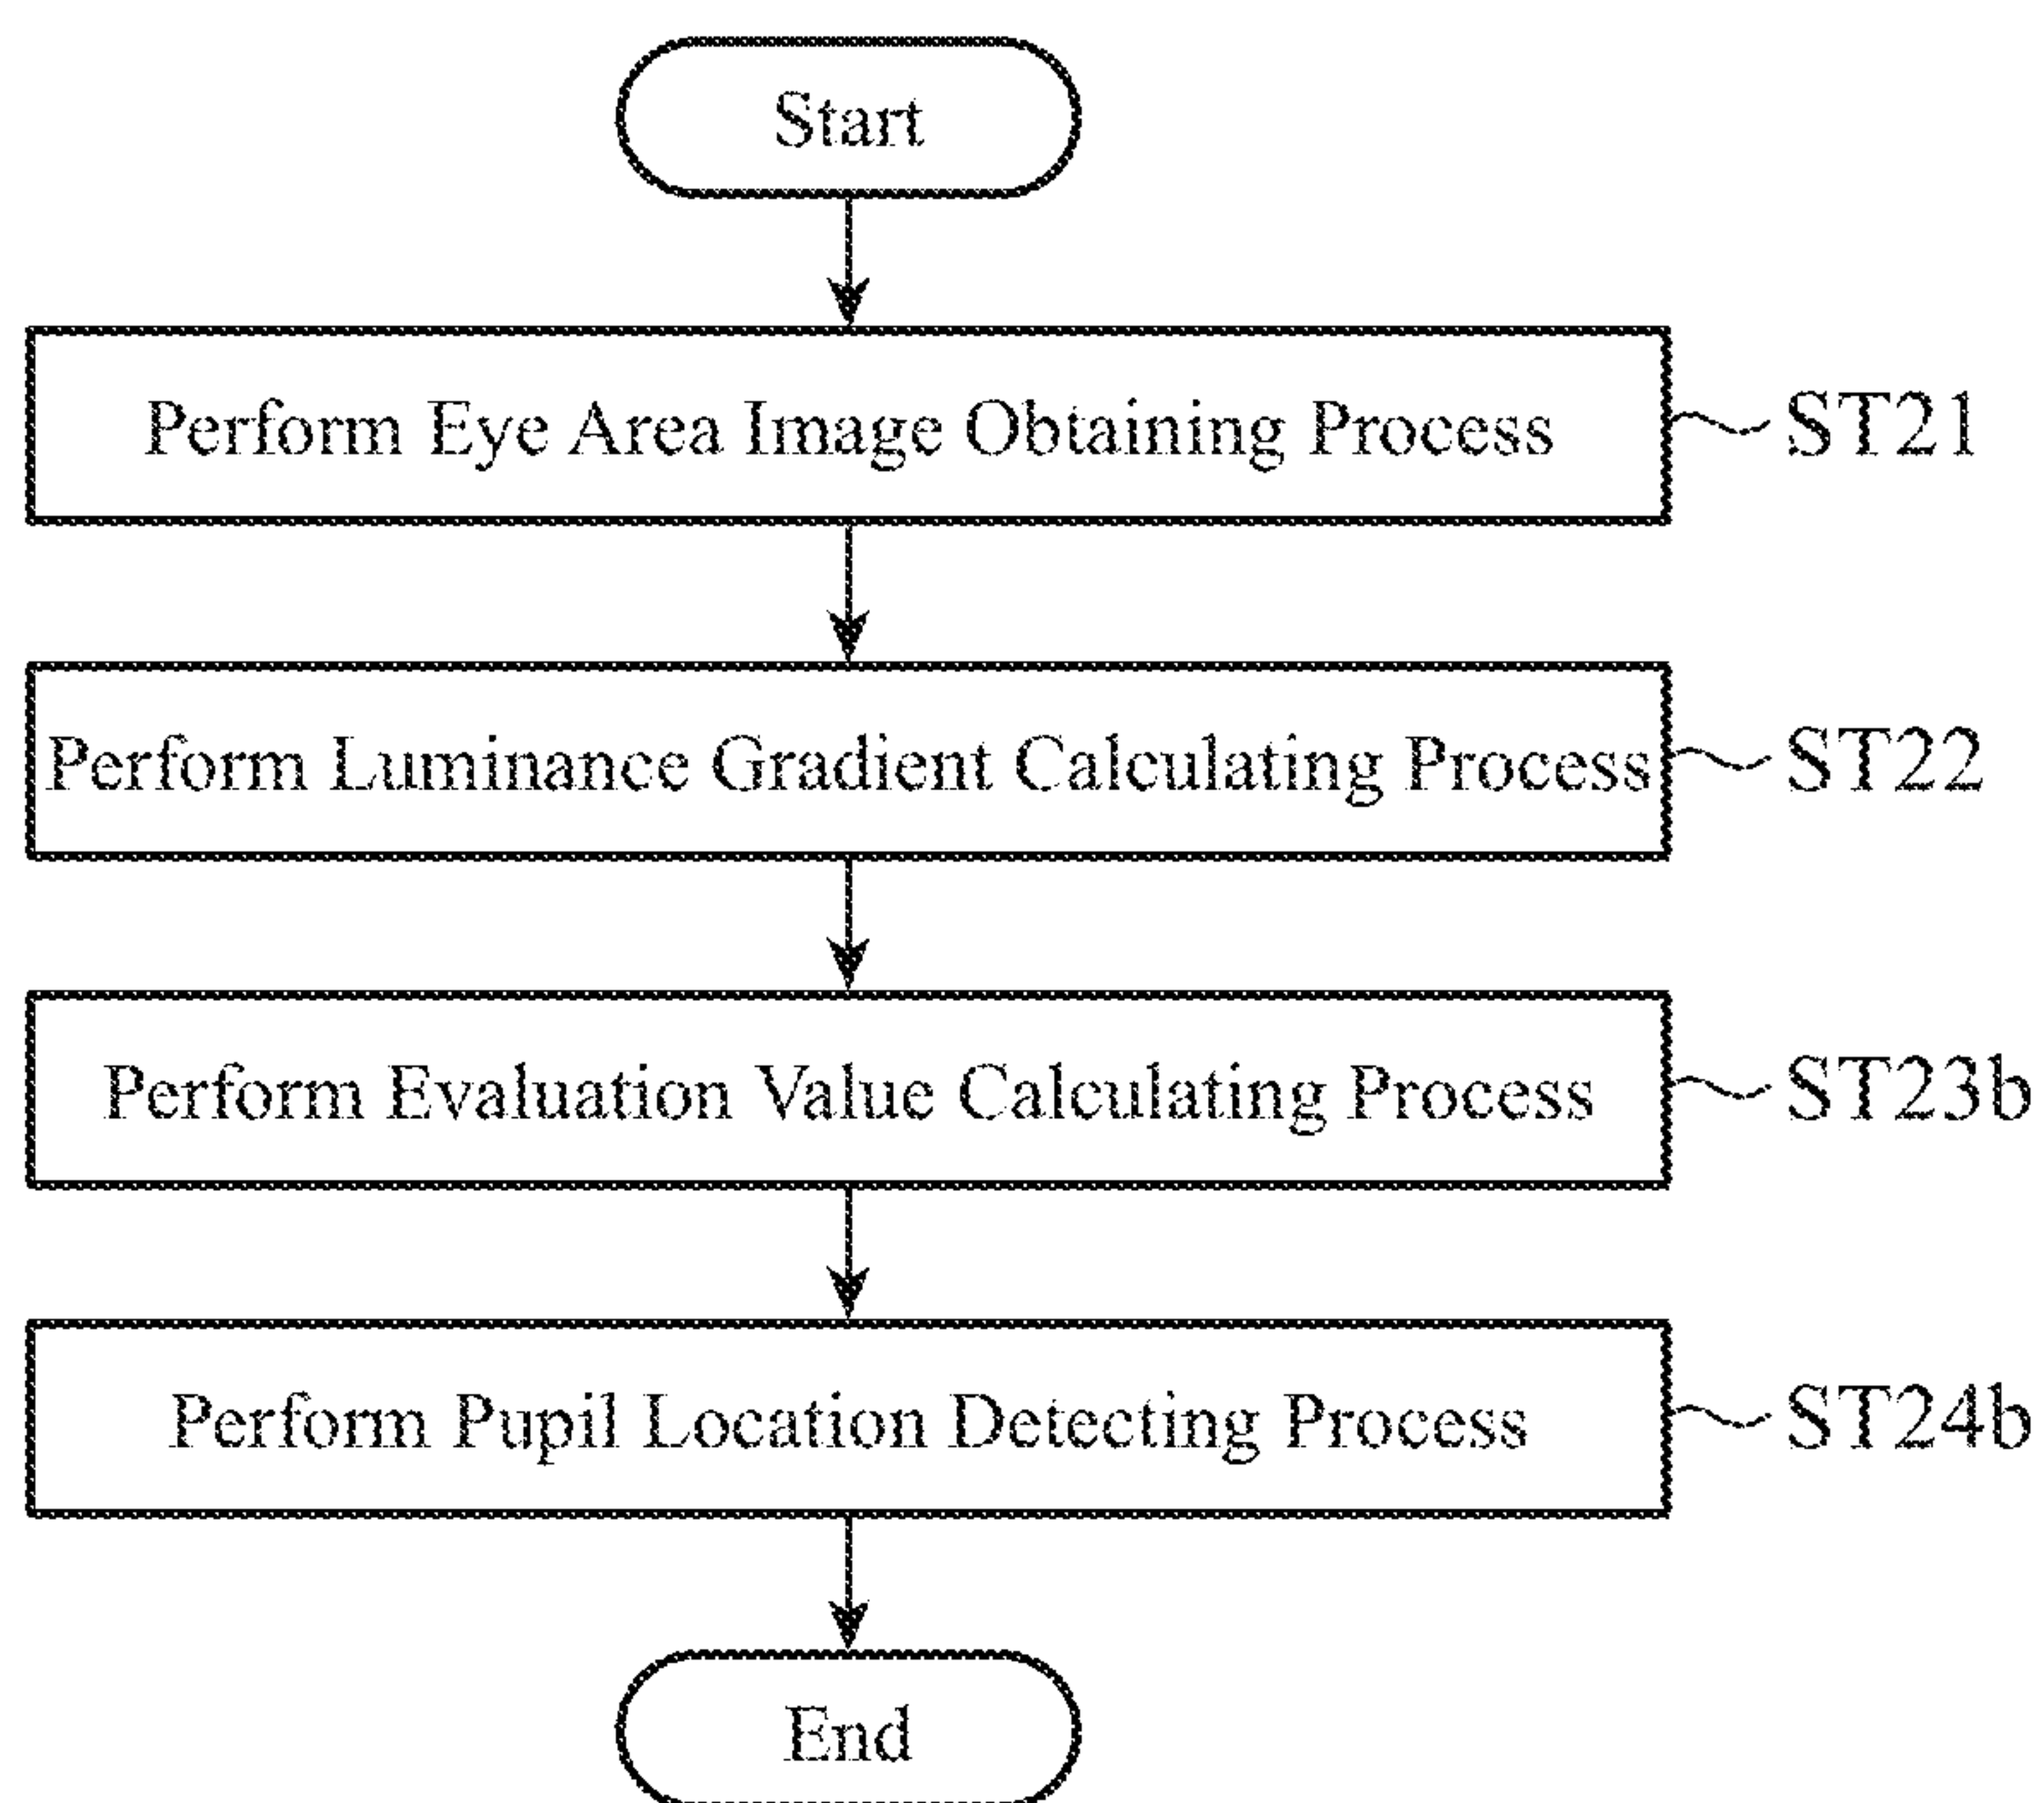 Start
Perform Eye Area Image Obtaining Process ST21
Perform Luminance Gradient Calculating Process ST22
Perform Evaluation Value Calculating Process ST23b
Perform Pupil Location Detecting Process ST24b
End